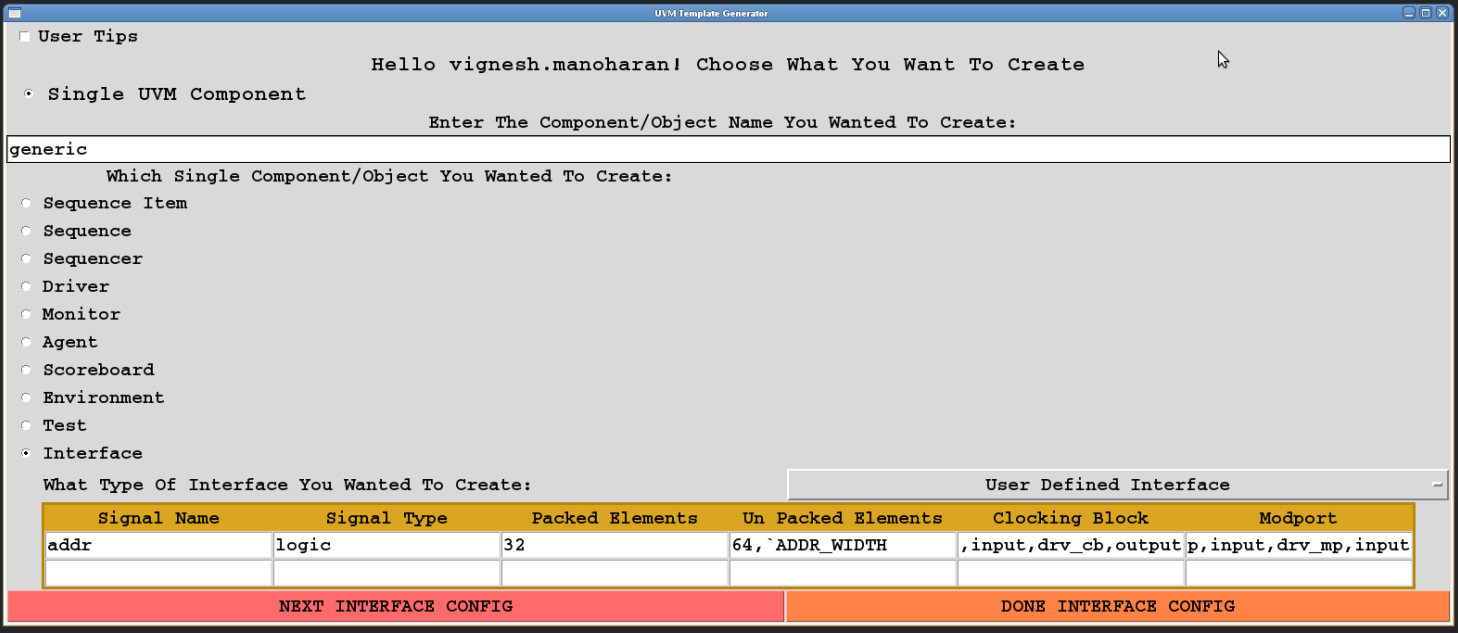 UVM Template Generator
User Tips
Hello vignesh.manoharan! Choose What You Want To Create
Single UVM Component
Enter The Component/Object Name You Wanted To Create:
generic
Which Single Component/Object You Wanted To Create:
Sequence Item
Sequence
Sequencer
Driver
Monitor
Agent
Scoreboard
Environment
Test
Interface
What Type Of Interface You Wanted To Create: User Defined Interface
Signal Name Signal Type Packed Elements Un Packed Elements Clocking Block Modport
addr logic 32 64,`ADDR_WIDTH ,input,drv_cb,output p,input,drv_mp,input
NEXT INTERFACE CONFIG DONE INTERFACE CONFIG